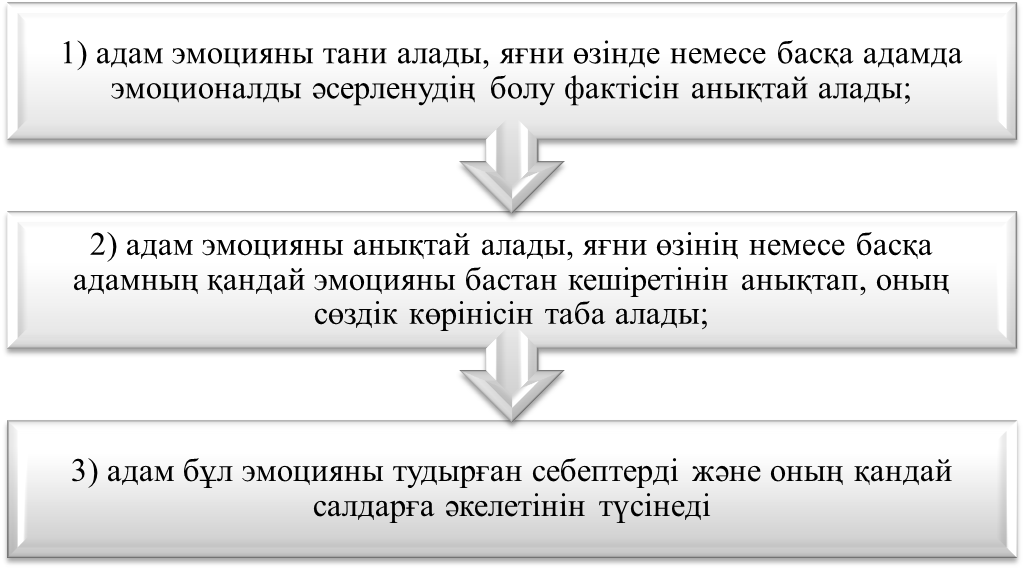 1) адам эмоцияны тани алады, яғни өзінде немесе басқа адамда
эмоционалды әсерленудің болу фактісін анықтай алады;
2) адам эмоцияны анықтай алады, яғни өзінің немесе басқа
адамның қандай эмоцияны бастан кешіретінін анықтап, оның
сөздік көрінісін таба алады;
3) адам бұл эмоцияны тудырған себептерді және оның қандай
салдарға әкелетінін түсінеді